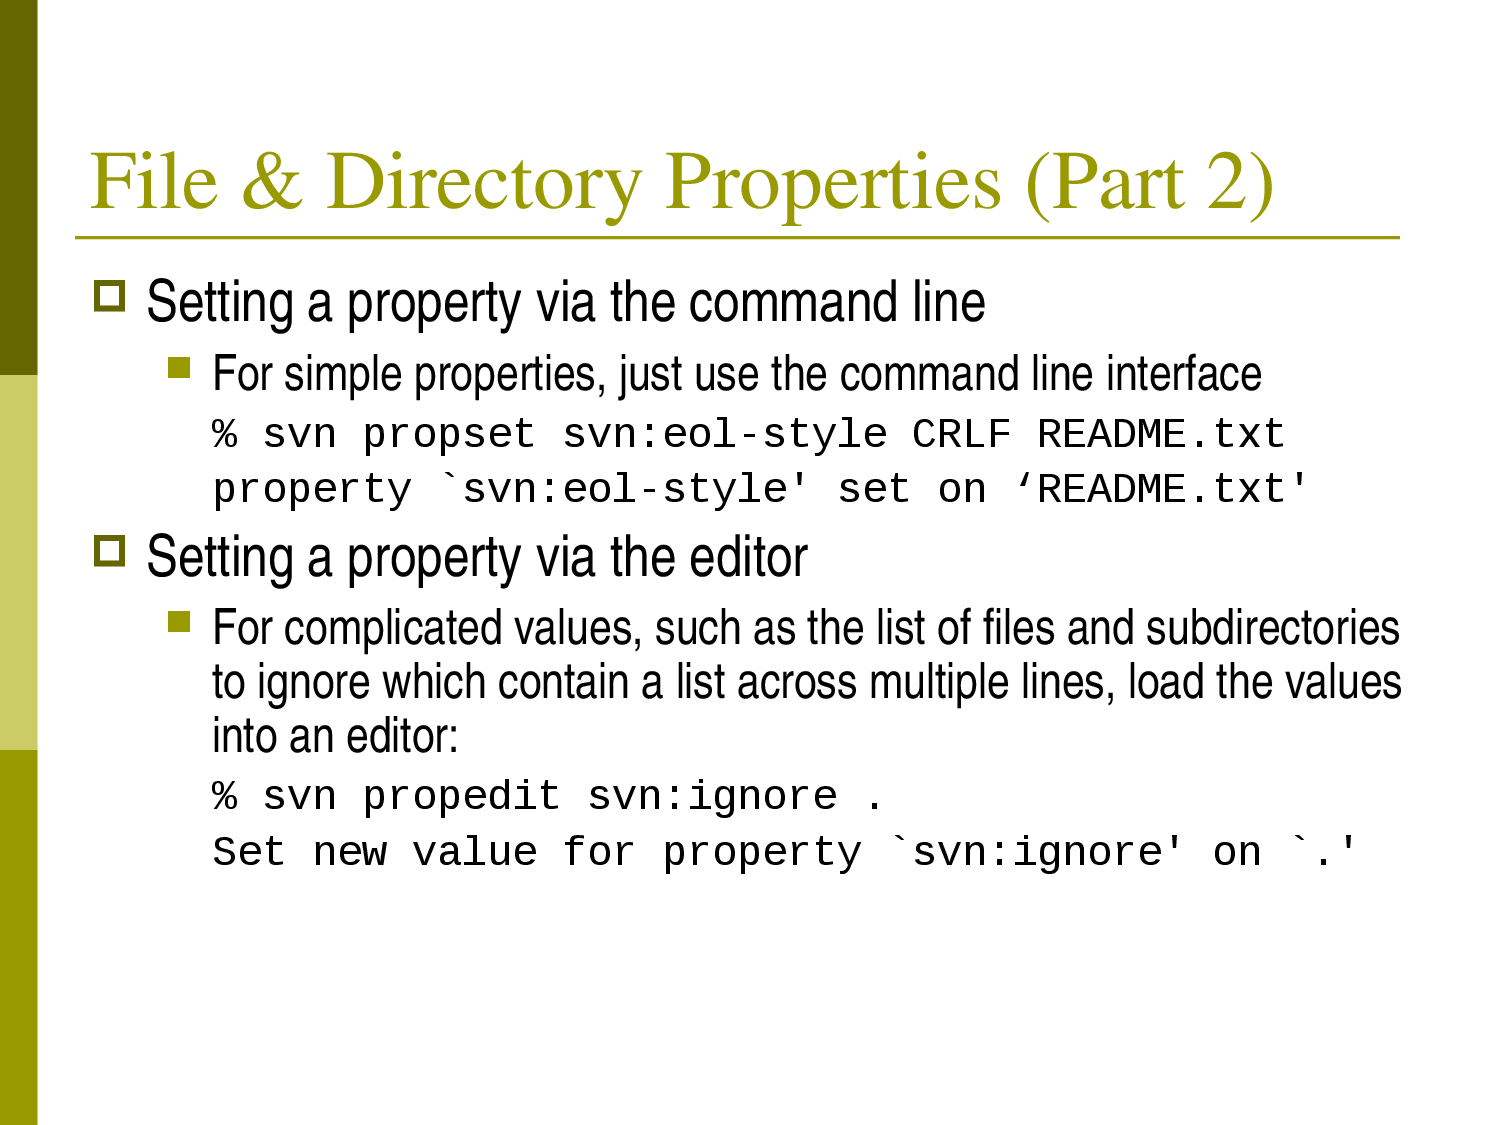 File & Directory Properties (Part 2)
Setting a property via the command line
For simple properties, just use the command line interface
% svn propset svn:eol-style CRLF README.txt
property `svn:eol-style' set on ‘README.txt'
Setting a property via the editor
For complicated values, such as the list of files and subdirectories
to ignore which contain a list across multiple lines, load the values
into an editor:
% svn propedit svn:ignore .
Set new value for property `svn:ignore' on `.'